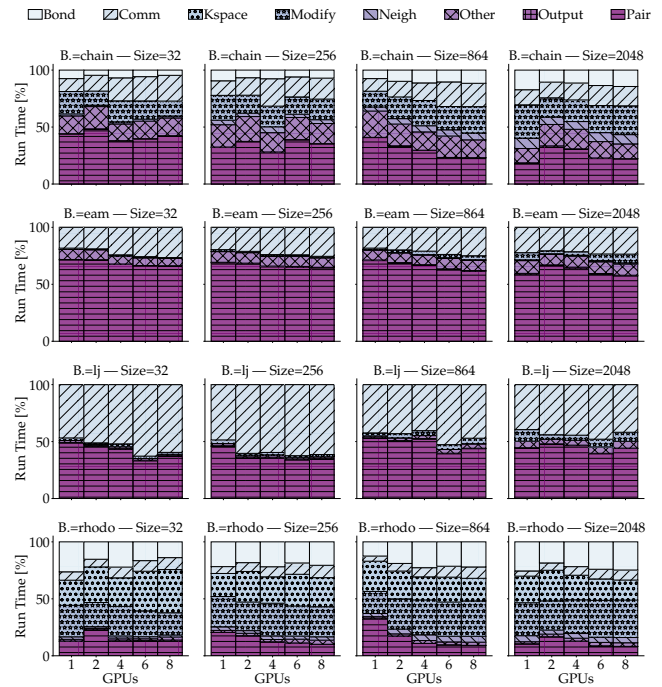 Bond Comm Kspace Modify Neigh Other Output Pair
B.=chain — Size=32 B.=chain — Size=256 B.=chain — Size=864 B.=chain — Size=2048
100
50
0
Run Time [%]
B.=eam — Size=32 B.=eam — Size=256 B.=eam — Size=864 B.=eam — Size=2048
100
50
0
Run Time [%]
B.=lj — Size=32 B.=lj — Size=256 B.=lj — Size=864 B.=lj — Size=2048
100
50
0
Run Time [%]
B.=rhodo — Size=32 B.=rhodo — Size=256 B.=rhodo — Size=864 B.=rhodo — Size=2048
100
50
0
Run Time [%]
1 2 4 6 8 1 2 4 6 8 1 2 4 6 8 1 2 4 6 8
GPUs GPUs GPUs GPUs